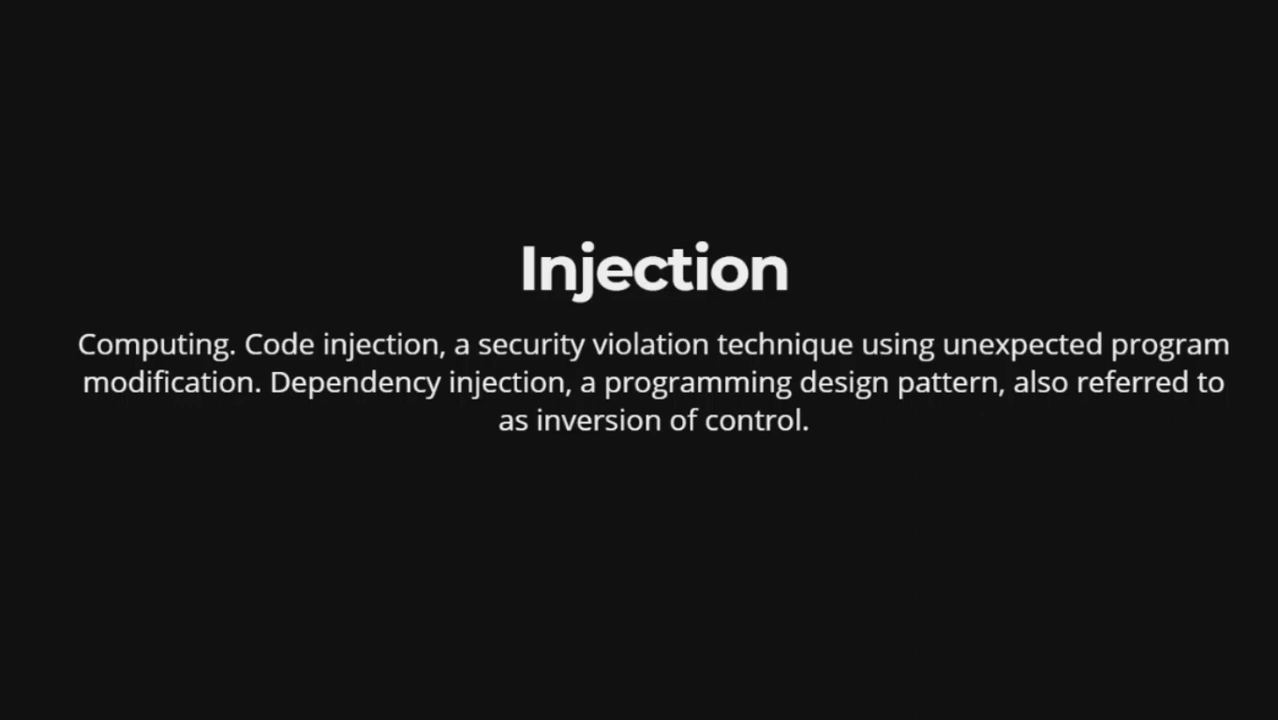 Injection
Computing. Code injection, a security violation technique using unexpected program
modification. Dependency injection, a programming design pattern, also referred to
as inversion of control.